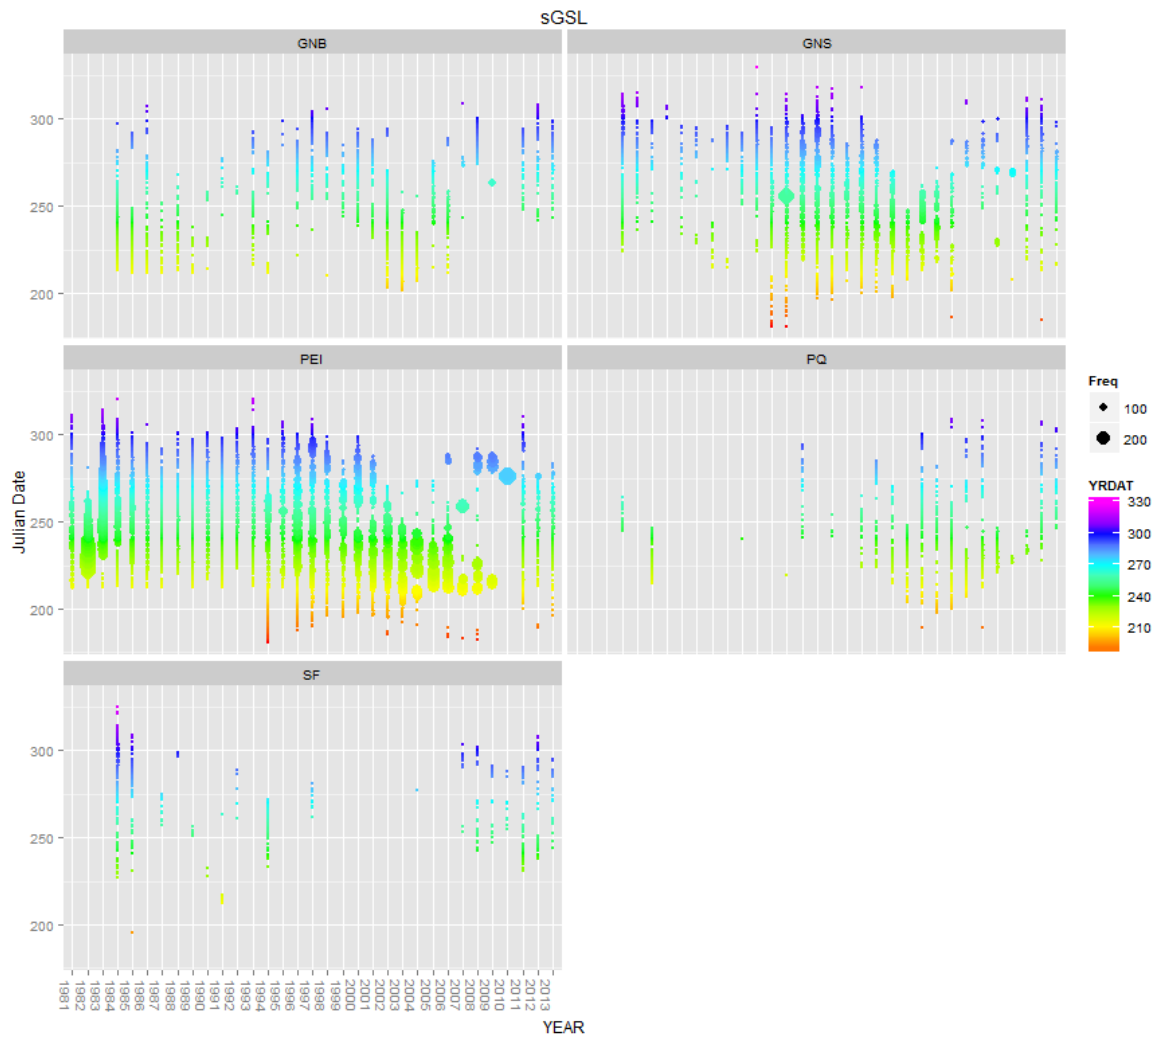 sGSL
GNB
GNS
300
250
200
PEI
PQ
300
250
200
SF
300
250
200
Julian Date
1981 1982 1983 1984 1985 1986 1987 1988 1989 1990 1991 1992 1993 1994 1995 1996 1997 1998 1999 2000 2001 2002 2003 2004 2005 2006 2007 2008 2009 2010 2011 2012 2013
YEAR
Freq
100
200
YRDAT
330
300
270
240
210